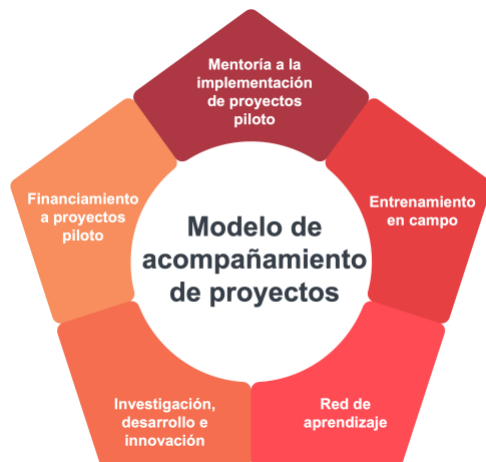 Mentoría a la
implementación
de proyectos
piloto
Financiamiento
a proyectos
piloto
Entrenamiento
en campo
Modelo de
acompañamiento
de proyectos
Investigación,
desarrollo e
innovación
Red de
aprendizaje